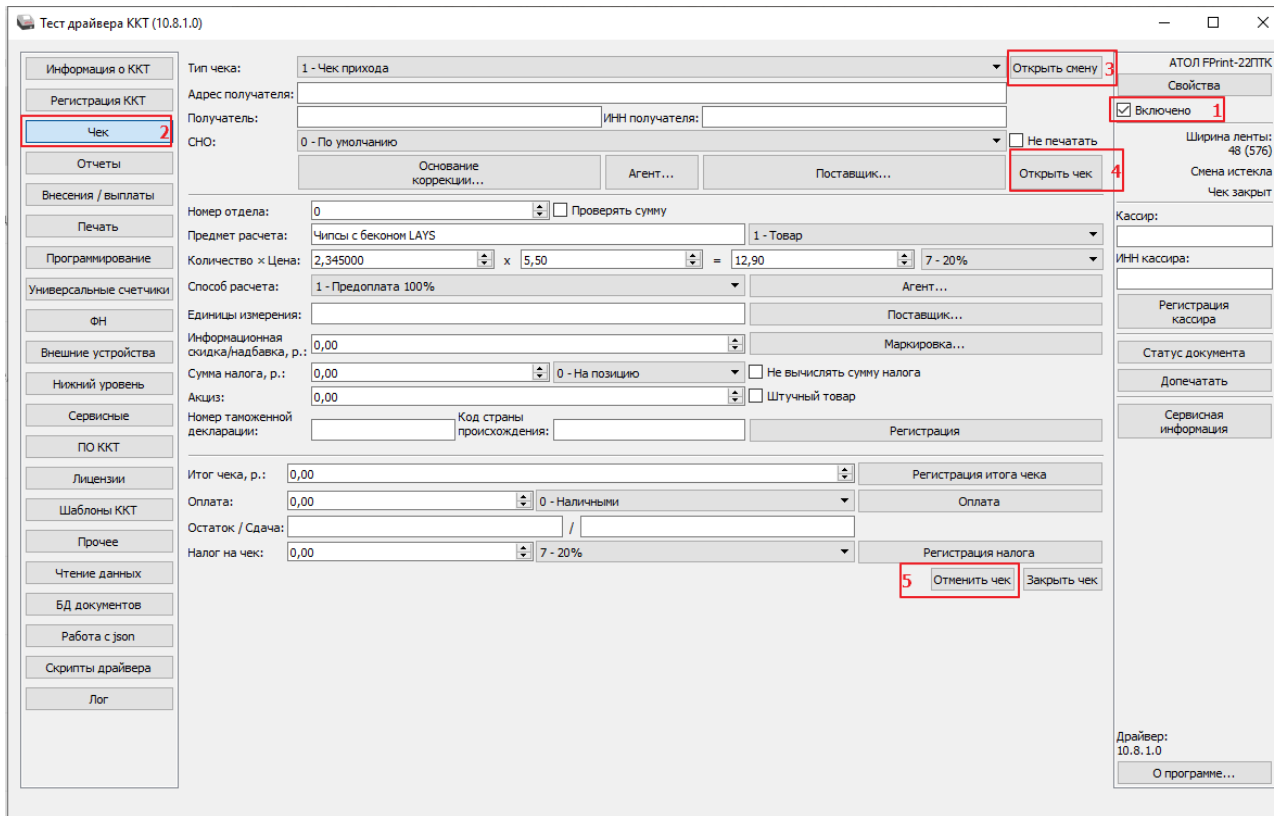 Тест драйвера ККТ (10.8.1.0)
Информация о ККТ
Регистрация ККТ
Чек 2
Отчеты
Внесения / выплаты
Печать
Программирование
Универсальные счетчики
ФН
Внешние устройства
Нижний уровень
Сервисные
ПО ККТ
Лицензии
Шаблоны ККТ
Прочее
Чтение данных
БД документов
Работа с json
Скрипты драйвера
Лог
Тип чека: 1 - Чек прихода Открыть смену 3
Адрес получателя:
Получатель: ИНН получателя:
СНО: 0 - По умолчанию Не печатать
Основание
коррекции... Агент... Поставщик... Открыть чек 4
Номер отдела: 0 Проверять сумму
Предмет расчета: Чипсы с беконом LAYS 1 - Товар
Количество × Цена: 2,345000 x 5,50 = 12,90 7 - 20%
Способ расчета: 1 - Предоплата 100% Агент...
Единицы измерения: Поставщик...
Информационная
скидка/надбавка, р.: 0,00 Маркировка...
Сумма налога, р.: 0,00 0 - На позицию Не вычислять сумму налога
Акциз: 0,00 Штучный товар
Номер таможенной
декларации: Код страны
происхождения: Регистрация
Итог чека, р.: 0,00 Регистрация итога чека
Оплата: 0,00 0 - Наличными Оплата
Остаток / Сдача: /
Налог на чек: 0,00 7 - 20% Регистрация налога
5 Отменить чек Закрыть чек
АТОЛ FPrint-22ПТК
Свойства
Включено 1
Ширина ленты:
48 (576)
Смена истекла
Чек закрыт
Кассир:
ИНН кассира:
Регистрация
кассира
Статус документа
Допечатать
Сервисная
информация
Драйвер:
10.8.1.0
О программе...